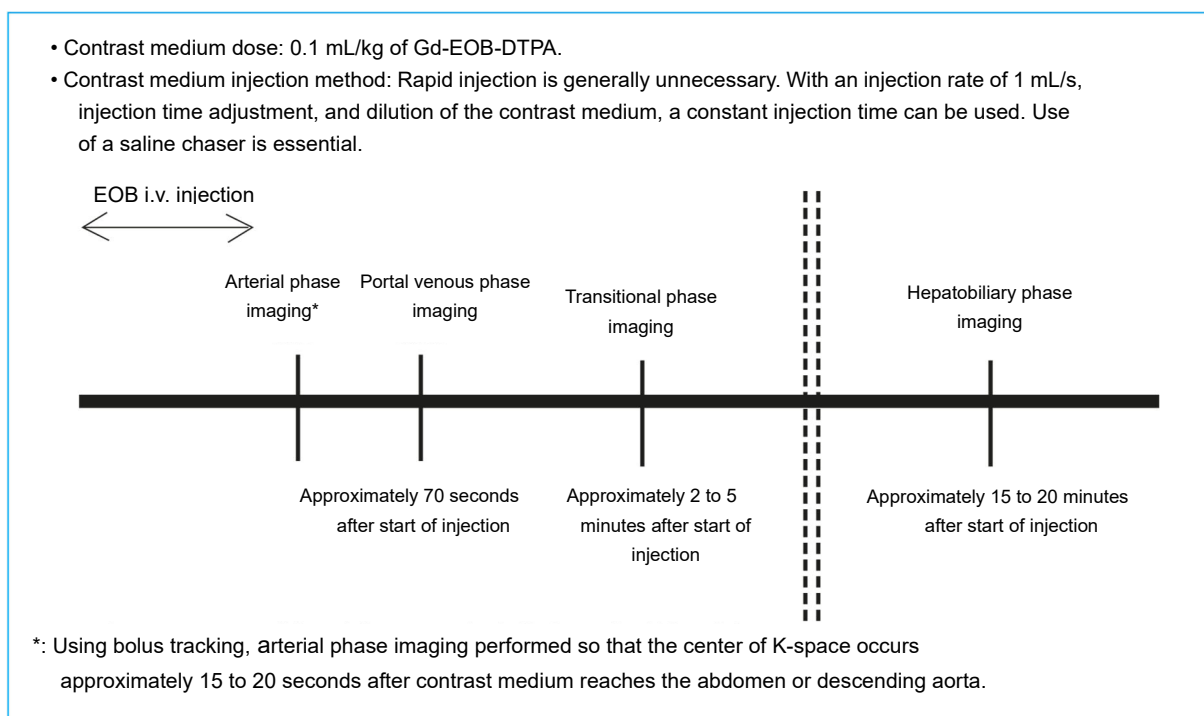 • Contrast medium dose: 0.1 mL/kg of Gd-EOB-DTPA.
• Contrast medium injection method: Rapid injection is generally unnecessary. With an injection rate of 1 mL/s,
injection time adjustment, and dilution of the contrast medium, a constant injection time can be used. Use
of a saline chaser is essential.
EOB i.v. injection
Arterial phase
imaging*
Portal venous phase
imaging
Transitional phase
imaging
Hepatobiliary phase
imaging
Approximately 70 seconds
after start of injection
Approximately 2 to 5
minutes after start of
injection
Approximately 15 to 20 minutes
after start of injection
*: Using bolus tracking, arterial phase imaging performed so that the center of K-space occurs
approximately 15 to 20 seconds after contrast medium reaches the abdomen or descending aorta.